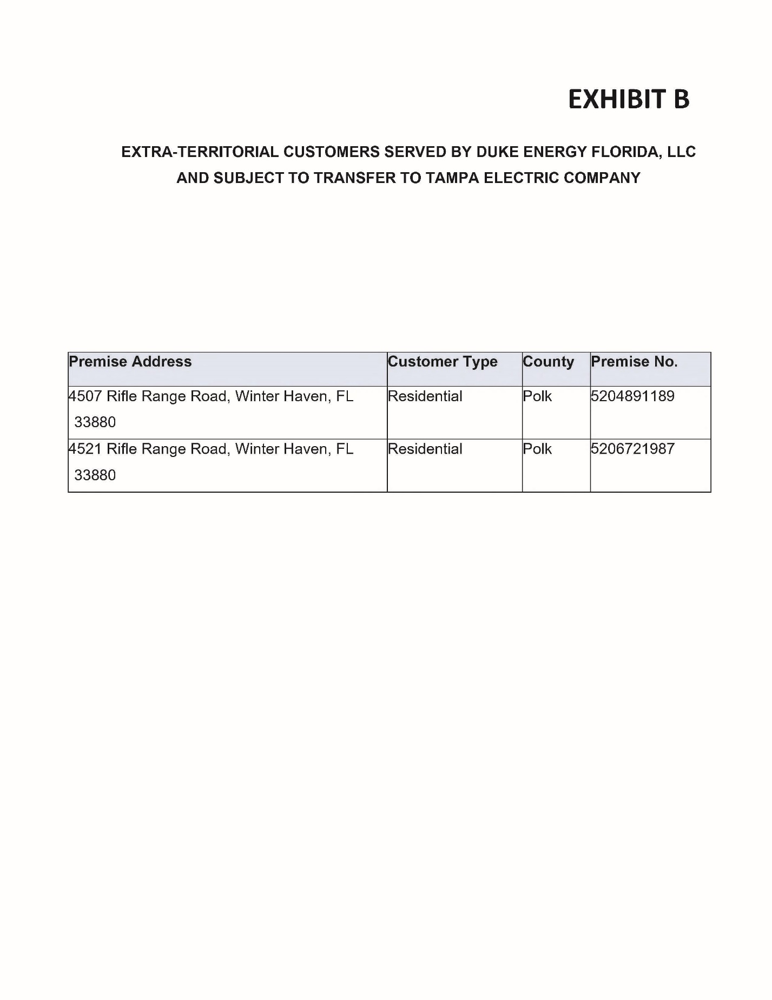 EXHIBIT B
EXTRA-TERRITORIAL CUSTOMERS SERVED BY DUKE ENERGY FLORIDA, LLC
AND SUBJECT TO TRANSFER TO TAMPA ELECTRIC COMPANY
Premise Address Customer Type County Premise No.
4507 Rifle Range Road, Winter Haven, FL Residential Polk 5204891189
33880
4521 Rifle Range Road, Winter Haven, FL Residential Polk 5206721987
33880